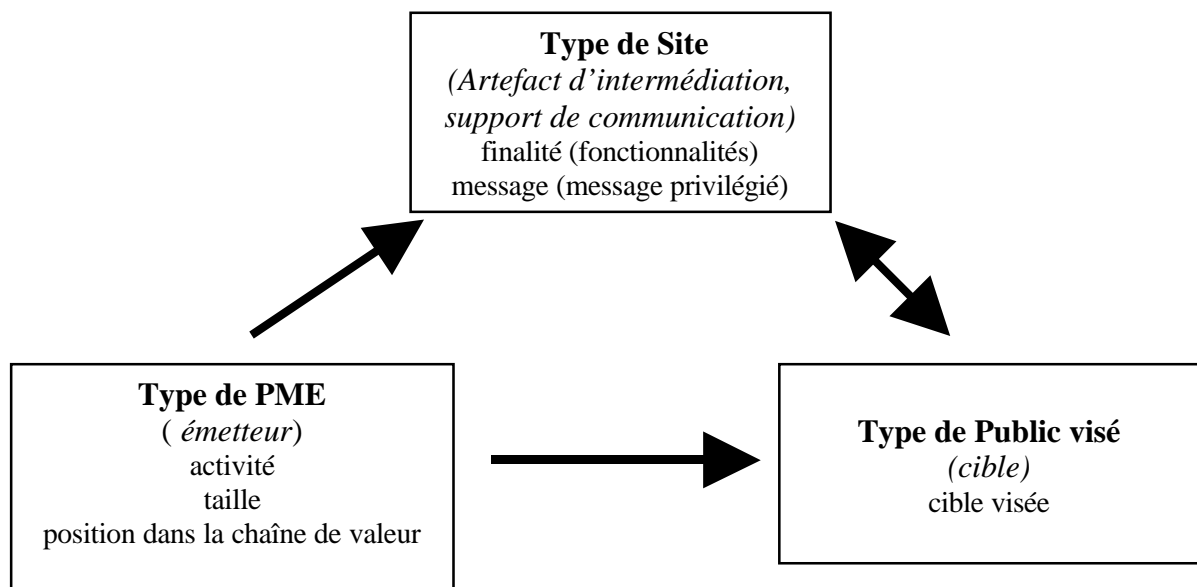 Type de Site
(Artefact d’intermédiation,
support de communication)
finalité (fonctionnalités)
message (message privilégié)
Type de PME
( émetteur)
activité
taille
position dans la chaîne de valeur
Type de Public visé
(cible)
cible visée